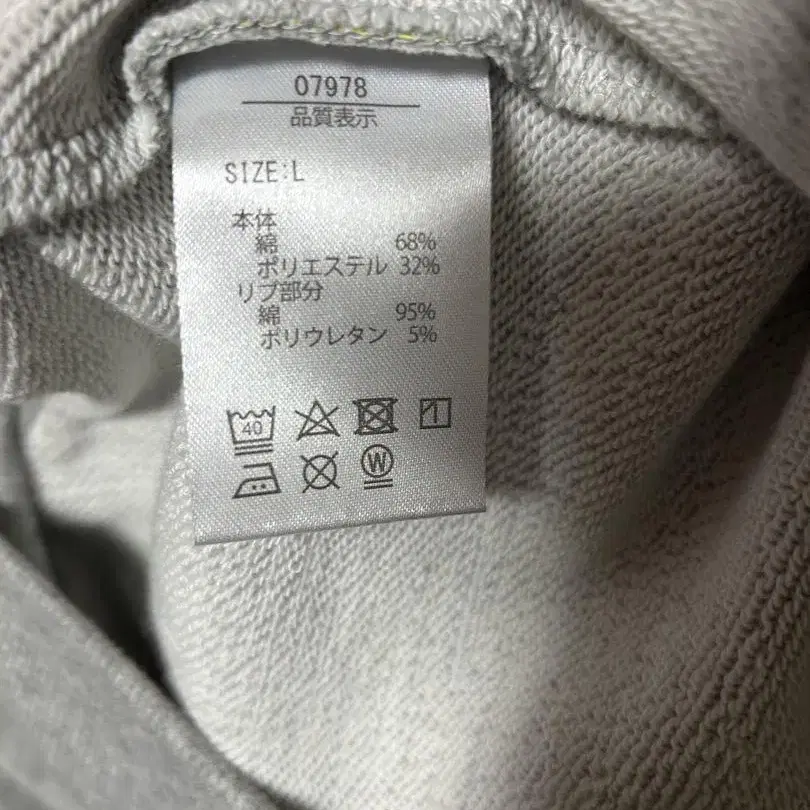 07978
品質表示
SIZE:L
本体
綿 68%
ポリエステル 32%
リブ部分
綿 95%
ポリウレタン 5%
40
W